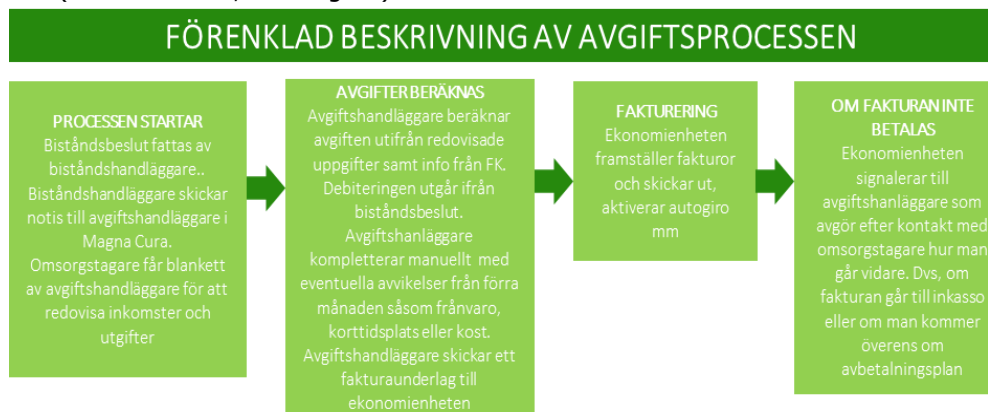 FÖRENKLAD BESKRIVNING AV AVGIFTSPROCESSEN
PROCESSEN STARTAR
Biståndsbeslut fattas av
biståndshandläggare..
Biståndshandläggare skickar
notis till avgiftshandläggare i
Magna Cura.
Omsorgstagare får blankett
av avgiftshandläggare för att
redovisa inkomster och
utgifter
AVGIFTER BERÄKNAS
Avgiftshandläggare beräknar
avgiften utifrån redovisade
uppgifter samt info från FK.
Debiteringen utgår ifrån
biståndsbeslut.
Avgiftshanläggare
kompletterar manuellt med
eventuella avvikelser från förra
månaden såsom frånvaro,
korttidsplats eller kost.
Avgiftshandläggare skickar ett
fakturaunderlag till
ekonomienheten
FAKTURERING
Ekonomienheten
framställer fakturor
och skickar ut,
aktiverar autogiro
mm
OM FAKTURAN INTE
BETALAS
Ekonomienheten
signalerar till
avgiftshanläggare som
avgör efter kontakt med
omsorgstagare hur man
går vidare. Dvs, om
fakturan går till inkasso
eller om man kommer
överens om
avbetalningsplan